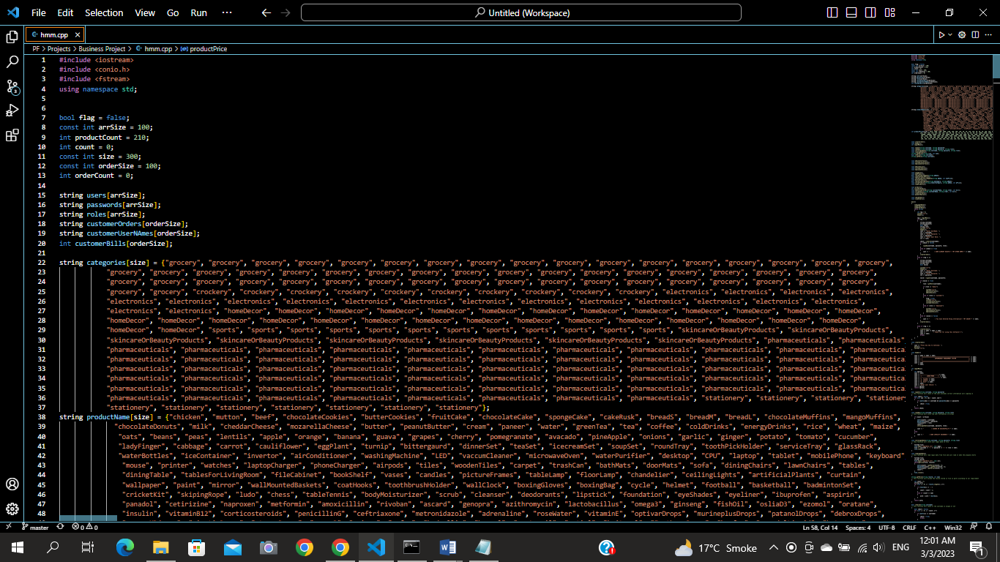 File Edit Selection View Go Run ··· Untitled (Workspace)
hmm.cpp
PF > Projects > Business Project > hmm.cpp > productPrice
1 #include <iostream>
2 #include <conio.h>
3 #include <fstream>
4 using namespace std;
5
6
7 bool flag = false;
8 const int arrSize = 100;
9 int productCount = 210;
10 int count = 0;
11 const int size = 300;
12 const int orderSize = 100;
13 int orderCount = 0;
14
15 string users[arrSize];
16 string passwords[arrSize];
17 string roles[arrSize];
18 string customerOrders[orderSize];
19 string customerUserNAmes[orderSize];
20 int customerBills[orderSize];
21
22 string categories[size] = {"grocery", "grocery", "grocery", "grocery", "grocery", "grocery", "grocery", "grocery", "grocery", "grocery", "grocery", "grocery", "grocery", "grocery", "grocery", "grocery", "grocery",
23 "grocery", "grocery", "grocery", "grocery", "grocery", "grocery", "grocery", "grocery", "grocery", "grocery", "grocery", "grocery", "grocery", "grocery", "grocery", "grocery", "grocery", "grocery",
24 "grocery", "grocery", "grocery", "grocery", "grocery", "grocery", "grocery", "grocery", "grocery", "grocery", "grocery", "grocery", "grocery", "grocery", "grocery", "grocery", "grocery", "grocery",
25 "grocery", "grocery", "crockery", "crockery", "crockery", "crockery", "crockery", "crockery", "crockery", "crockery", "crockery", "crockery", "electronics", "electronics", "electronics", "electronics",
26 "electronics", "electronics", "electronics", "electronics", "electronics", "electronics", "electronics", "electronics", "electronics", "electronics", "electronics", "electronics", "electronics",
27 "electronics", "electronics", "homeDecor", "homeDecor", "homeDecor", "homeDecor", "homeDecor", "homeDecor", "homeDecor", "homeDecor", "homeDecor", "homeDecor", "homeDecor", "homeDecor", "homeDecor",
28 "homeDecor", "homeDecor", "homeDecor", "homeDecor", "homeDecor", "homeDecor", "homeDecor", "homeDecor", "homeDecor", "homeDecor", "homeDecor", "homeDecor", "homeDecor", "homeDecor", "homeDecor",
29 "homeDecor", "homeDecor", "sports", "sports", "sports", "sports", "sports", "sports", "sports", "sports", "sports", "sports", "sports", "sports", "skincareOrBeautyProducts", "skincareOrBeautyProducts",
30 "skincareOrBeautyProducts", "skincareOrBeautyProducts", "skincareOrBeautyProducts", "skincareOrBeautyProducts", "skincareOrBeautyProducts", "skincareOrBeautyProducts", "pharmaceuticals", "pharmaceuticals"
31 "pharmaceuticals", "pharmaceuticals", "pharmaceuticals", "pharmaceuticals", "pharmaceuticals", "pharmaceuticals", "pharmaceuticals", "pharmaceuticals", "pharmaceuticals", "pharmaceuticals", "pharmaceutica
32 "pharmaceuticals", "pharmaceuticals", "pharmaceuticals", "pharmaceuticals", "pharmaceuticals", "pharmaceuticals", "pharmaceuticals", "pharmaceuticals", "pharmaceuticals", "pharmaceuticals", "pharmaceutica
33 "pharmaceuticals", "pharmaceuticals", "pharmaceuticals", "pharmaceuticals", "pharmaceuticals", "pharmaceuticals", "pharmaceuticals", "pharmaceuticals", "pharmaceuticals", "pharmaceuticals", "pharmaceutica
34 "pharmaceuticals", "pharmaceuticals", "pharmaceuticals", "pharmaceuticals", "pharmaceuticals", "pharmaceuticals", "pharmaceuticals", "pharmaceuticals", "pharmaceuticals", "pharmaceuticals", "pharmaceutica
35 "pharmaceuticals", "pharmaceuticals", "pharmaceuticals", "pharmaceuticals", "pharmaceuticals", "pharmaceuticals", "pharmaceuticals", "pharmaceuticals", "pharmaceuticals", "pharmaceuticals", "pharmaceutica
36 "pharmaceuticals", "pharmaceuticals", "pharmaceuticals", "pharmaceuticals", "pharmaceuticals", "pharmaceuticals", "pharmaceuticals", "pharmaceuticals", "stationery", "stationery", "stationery", "stationery
37 "stationery", "stationery", "stationery", "stationery", "stationery", "stationery", "stationery"};
38 string productName[size] = {"chicken", "mutton", "beef", "chocolateCookies", "butterCookies", "fruitCake", "chocolateCake", "spongeCake", "cakeRusk", "breadS", "breadM", "breadL", "chocolateMuffins", "mangoMuffins",
39 "chocolateDonuts", "milk", "cheddarCheese", "mozarellaCheese", "butter", "peanutButter", "cream", "paneer", "water", "greenTea", "tea", "coffee", "coldDrinks", "energyDrinks", "rice", "wheat", "maize",
40 "oats", "beans", "peas", "lentils", "apple", "orange", "banana", "guava", "grapes", "cherry", "pomegranate", "avacado", "pineApple", "onions", "garlic", "ginger", "potato", "tomato", "cucumber",
41 "ladyFinger", "cabbage", "carrot", "cauliflower", "eggPlant", "turnip", "bittergaurd", "dinnerSet", "teaSet", "icecreamSet", "soupSet", "roundTray", "toothPickHolder", "serviceTray", "glassRack",
42 "waterBottles", "iceContainer", "invertor", "airConditioner", "washingMachine", "LED", "vaccumCleaner", "microwaveOven", "waterPurifier", "desktop", "CPU", "laptop", "tablet", "mobilePhone", "keyboard"
43 "mouse", "printer", "watches", "laptopCharger", "phoneCharger", "airpods", "tiles", "woodenTiles", "carpet", "trashCan", "bathMats", "doorMats", "sofa", "diningChairs", "lawnChairs", "tables",
44 "diningTable", "tablesForLivingRoom", "fileCabinet", "bookShelf", "vases", "candles", "pictureFrames", "tableLamp", "floorLamp", "chandelier", "ceilingLights", "artificialPlants", "curtain",
45 "wallpaper", "paint", "mirror", "wallMountedBaskets", "coatHooks", "toothbrushHolder", "wallClock", "boxingGloves", "boxingBag", "cycle", "helmet", "football", "basketball", "badmintonSet",
46 "cricketKit", "skipingRope", "ludo", "chess", "tableTennis", "bodyMoisturizer", "scrub", "cleanser", "deodorants", "lipstick", "foundation", "eyeShades", "eyeliner", "ibuprofen", "aspirin",
47 "panadol", "cetirizine", "naproxen", "metformin", "amoxicillin", "rivoban", "ascard", "genopra", "azithromycin", "lactobacillus", "omega3", "ginseng", "fishOil", "osliaD3", "ezomol", "oratane",
48 "insulin", "vitaminB12", "corticosteroids", "penicilling", "ceftriaxone", "metronidazole", "adrenaline", "roseWater", "vitaminE", "optivarDrops", "murineplusDrops", "patanolDrops", "debroxDrops",
master 0 0 Ln 58, Col 14 Spaces: 4 UTF-8 CRLF C++ Win32
17°C Smoke ENG 12:01 AM
3/3/2023